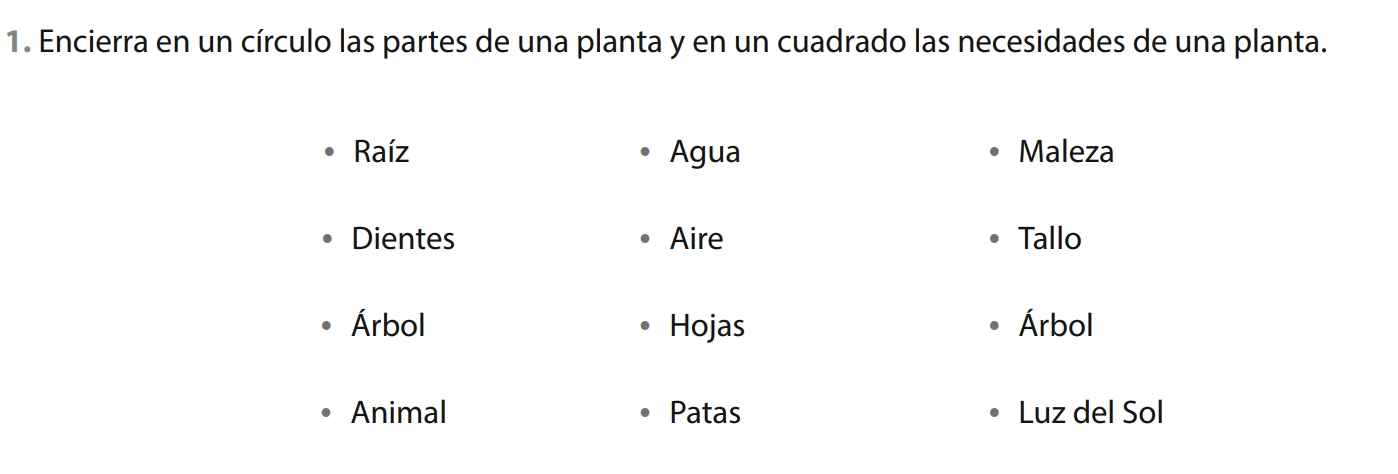 1. Encierra en un círculo las partes de una planta y en un cuadrado las necesidades de una planta.
• Raíz • Agua • Maleza
• Dientes • Aire • Tallo
• Árbol • Hojas • Árbol
• Animal • Patas • Luz del Sol